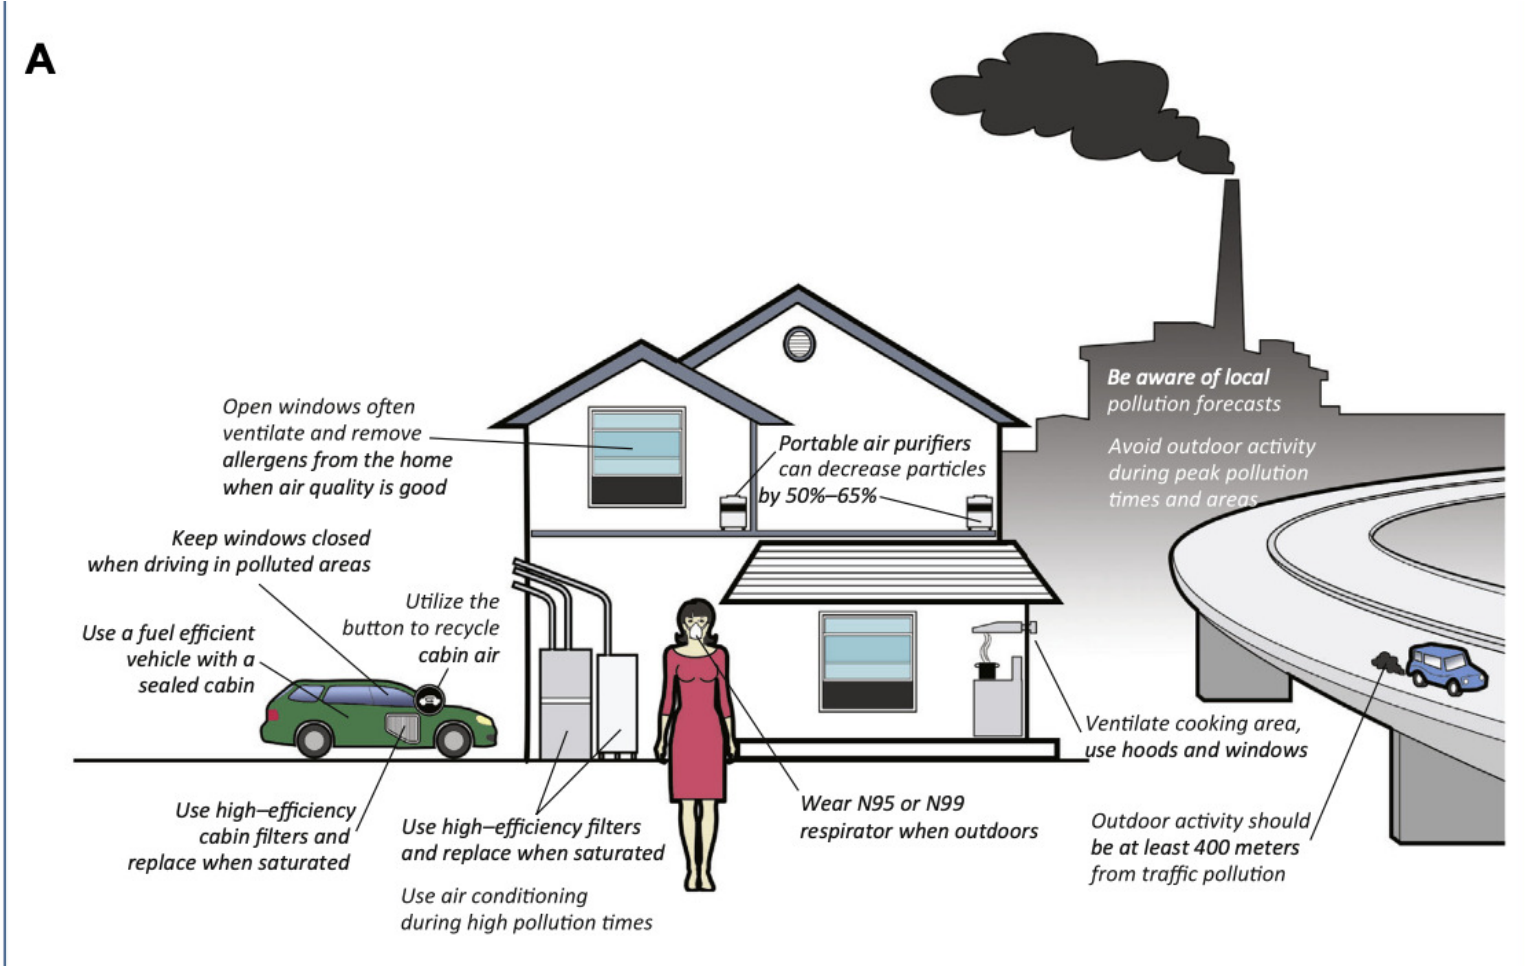 A
Open windows often
ventilate and remove
allergens from the home
when air quality is good
Portable air purifiers
can decrease particles
by 50%–65%
Be aware of local
pollution forecasts
Avoid outdoor activity
during peak pollution
times and areas
Keep windows closed
when driving in polluted areas
Utilize the
button to recycle
cabin air
Use a fuel efficient
vehicle with a
sealed cabin
Ventilate cooking area,
use hoods and windows
Use high–efficiency
cabin filters and
replace when saturated
Use high–efficiency filters
and replace when saturated
Use air conditioning
during high pollution times
Wear N95 or N99
respirator when outdoors
Outdoor activity should
be at least 400 meters
from traffic pollution